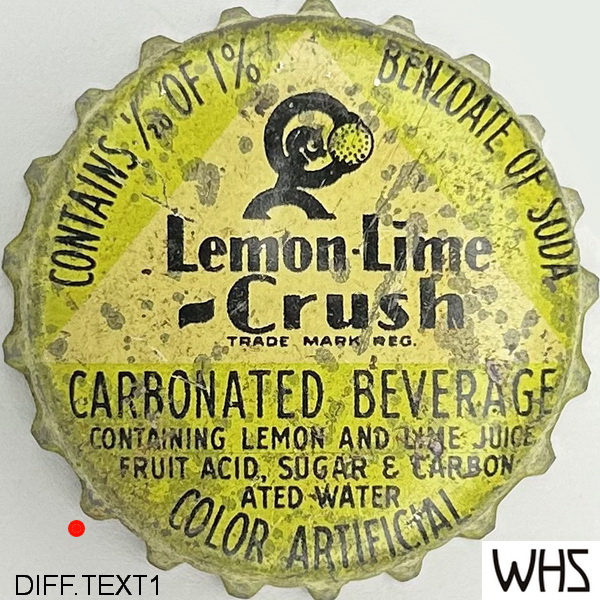 CONTAINS 1/20 OF 1% BENZOATE OF SODA
Lemon-Lime
Crush
TRADE MARK REG.
CARBONATED BEVERAGE
CONTAINING LEMON AND LIME JUICE
FRUIT ACID, SUGAR & CARBON
ATED WATER
COLOR ARTIFICIAL
DIFF.TEXT1
WHS